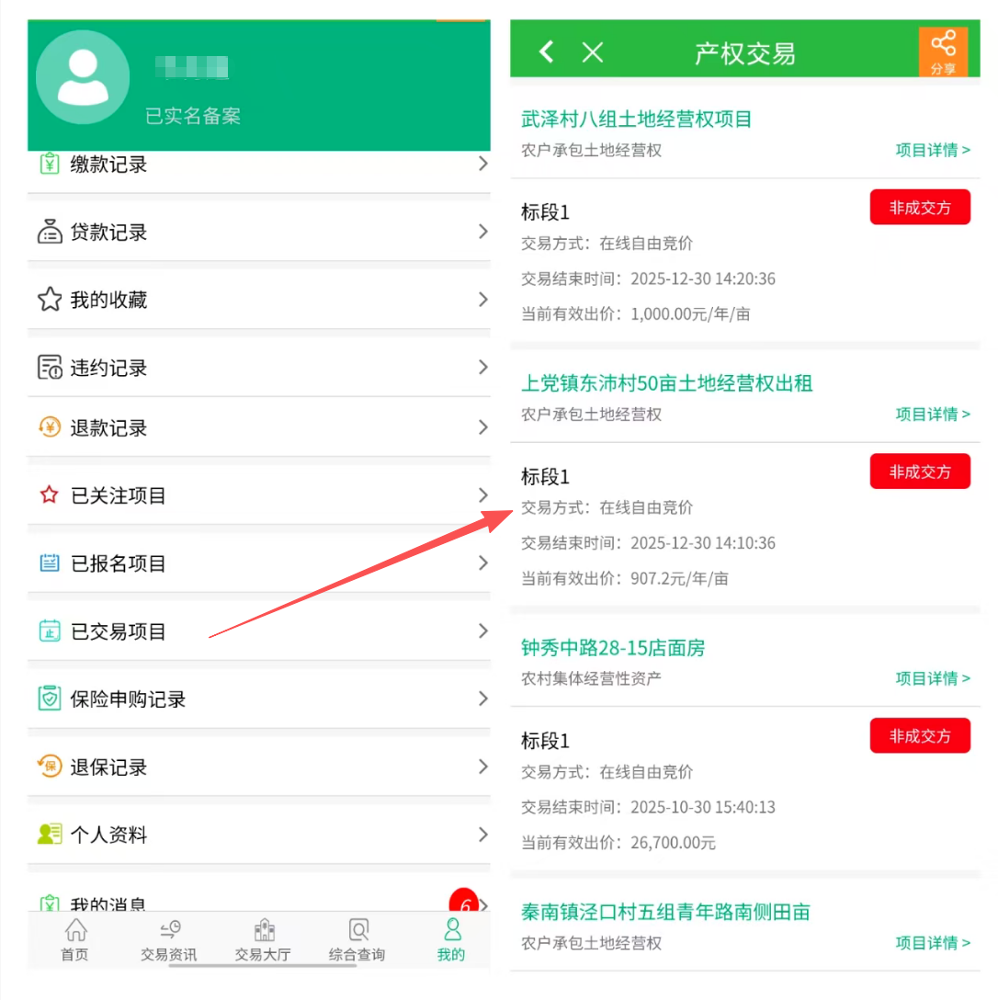 已实名备案
缴款记录
贷款记录
我的收藏
违约记录
退款记录
已关注项目
已报名项目
已交易项目
保险申购记录
退保记录
个人资料
我的消息
6
首页
交易资讯
交易大厅
综合查询
我的
产权交易
分享
武泽村八组土地经营权项目
农户承包土地经营权
项目详情 >
标段1
非成交方
交易方式：在线自由竞价
交易结束时间：2025-12-30 14:20:36
当前有效出价：1,000.00元/年/亩
上党镇东沛村50亩土地经营权出租
农户承包土地经营权
项目详情 >
标段1
非成交方
交易方式：在线自由竞价
交易结束时间：2025-12-30 14:10:36
当前有效出价：907.2元/年/亩
钟秀中路28-15店面房
农村集体经营性资产
项目详情 >
标段1
非成交方
交易方式：在线自由竞价
交易结束时间：2025-10-30 15:40:13
当前有效出价：26,700.00元
秦南镇泾口村五组青年路南侧田亩
农户承包土地经营权
项目详情 >